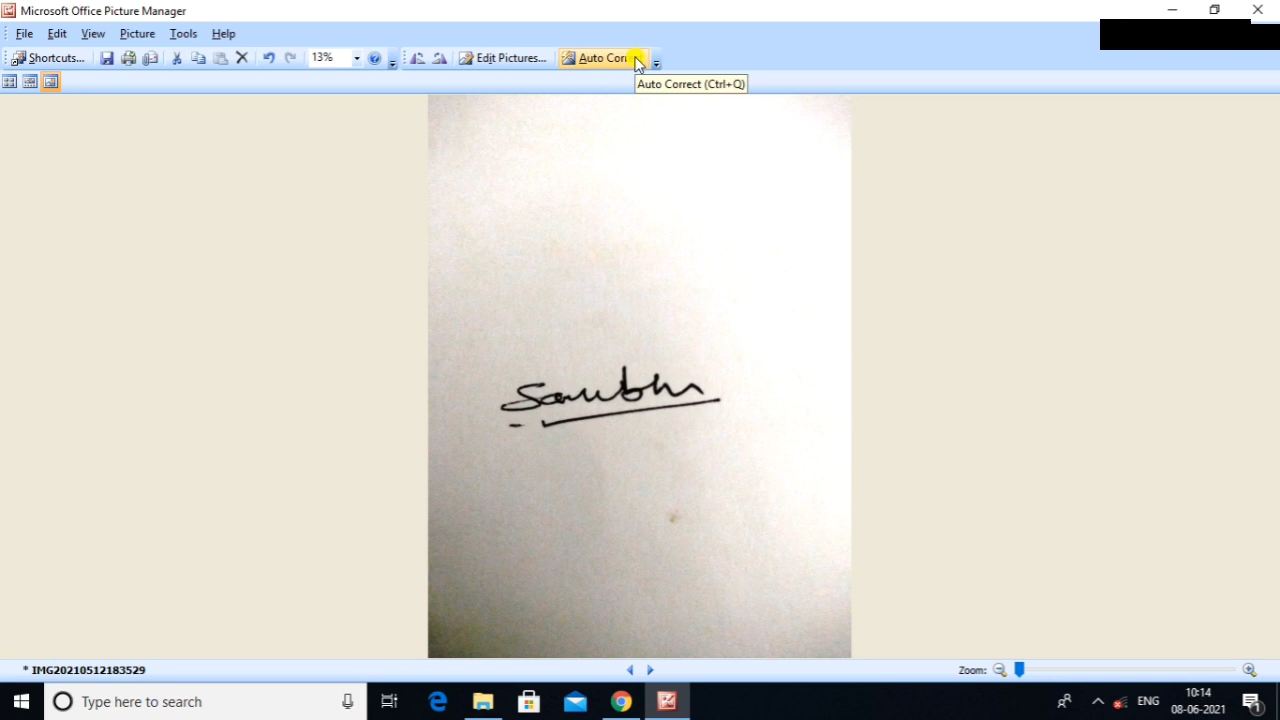 Microsoft Office Picture Manager
File Edit View Picture Tools Help
Shortcuts... 13% Edit Pictures... Auto Corr
Auto Correct (Ctrl+Q)
* IMG20210512183529 Zoom:
Type here to search ENG 10:14
08-06-2021
1